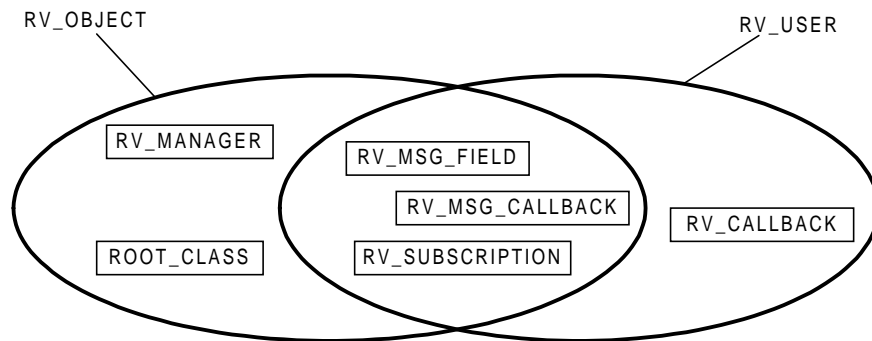 RV_OBJECT
RV_USER
RV_MANAGER
RV_MSG_FIELD
RV_MSG_CALLBACK
RV_CALLBACK
ROOT_CLASS
RV_SUBSCRIPTION